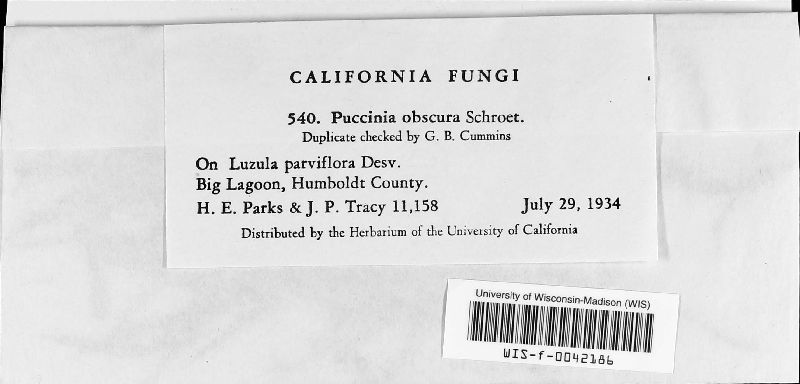 CALIFORNIA FUNGI
540. Puccinia obscura Schroet.
Duplicate checked by G. B. Cummins
On Luzula parviflora Desv.
Big Lagoon, Humboldt County.
H. E. Parks & J. P. Tracy 11,158 July 29, 1934
Distributed by the Herbarium of the University of California
University of Wisconsin-Madison (WIS)
WIS-f-0042186